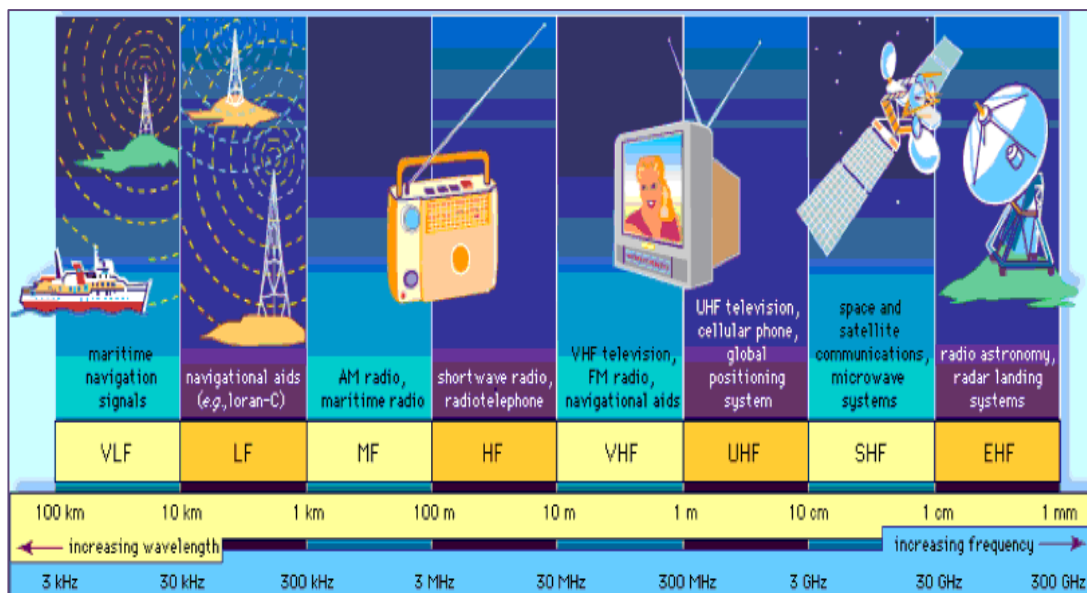 maritime
navigation
signals
navigational aids
(e.g.,loran-C)
AM radio,
maritime radio
shortwave radio,
radiotelephone
VHF television,
FM radio,
navigational aids
UHF television,
cellular phone,
global
positioning
system
space and
satellite
communications,
microwave
systems
radio astronomy,
radar landing
systems
VLF LF MF HF VHF UHF SHF EHF
100 km 10 km 1 km 100 m 10 m 1 m 10 cm 1 cm 1 mm
increasing wavelength increasing frequency
3 kHz 30 kHz 300 kHz 3 MHz 30 MHz 300 MHz 3 GHz 30 GHz 300 GHz